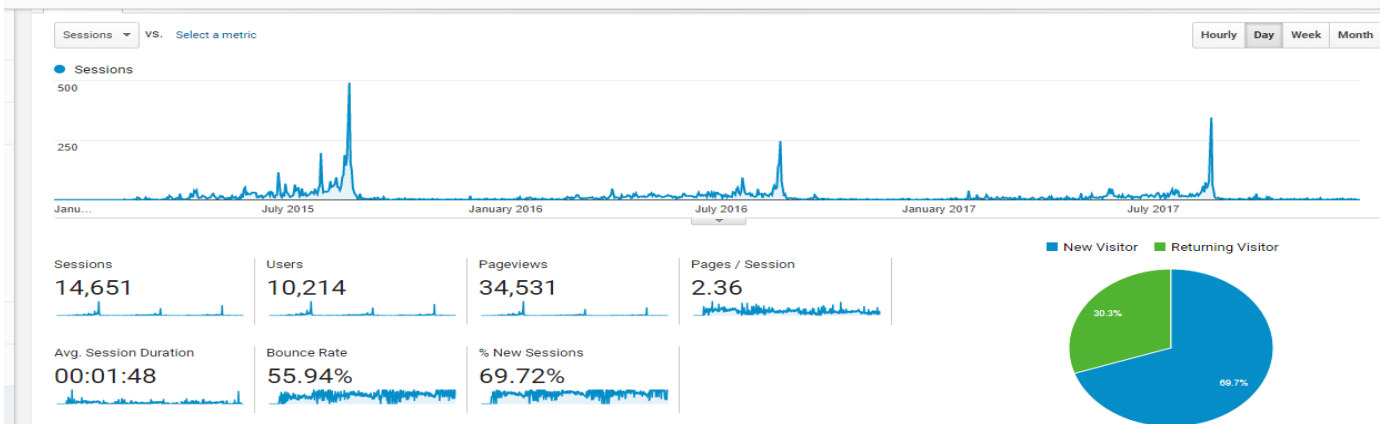 Sessions VS. Select a metric
Hourly Day Week Month
Sessions
500
250
Janu... July 2015 January 2016 July 2016 January 2017 July 2017
New Visitor Returning Visitor
Sessions Users Pageviews Pages / Session
14,651 10,214 34,531 2.36
30.3%
Avg. Session Duration Bounce Rate % New Sessions
00:01:48 55.94% 69.72%
69.7%